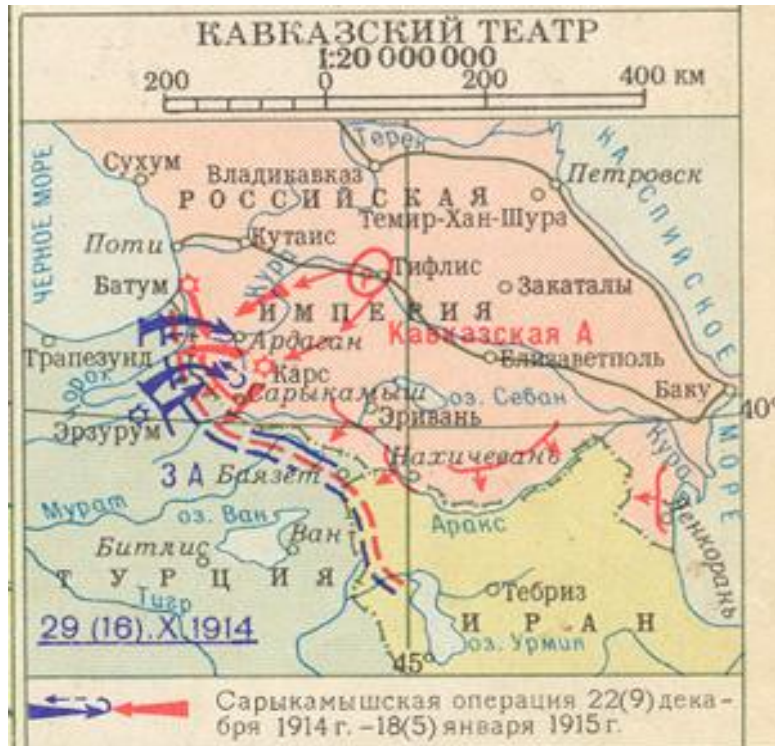 КАВКАЗСКИЙ ТЕАТР
1:20 000 000
200 0 200 400 км
Терек
КАСПИЙСКОЕ МОРЕ
Сухум
Владикавказ
Петровск
ЧЕРНОЕ МОРЕ
РОССИЙСКАЯ
Темир-Хан-Шура
Поти
Кутаис
Кура
Тифлис
Батум
Закаталы
ИМПЕРИЯ
Ардаган
Кавказская А
Трапезунд
Елизаветполь
Карс
Чорок
Сарыкамыш
оз. Севан
Баку
40°
Эрзурум
Эривань
Кура
3 А
Баязет
Нахичевань
Мурат
оз. Ван
Аракс
Ленкорань
Битлис
Ван
ТУРЦИЯ
Тигр
Тебриз
29 (16).X 1914
ИРАН
оз. Урмия
45°
Сарыкамышская операция 22(9) дека-
бря 1914 г. –18(5) января 1915 г.